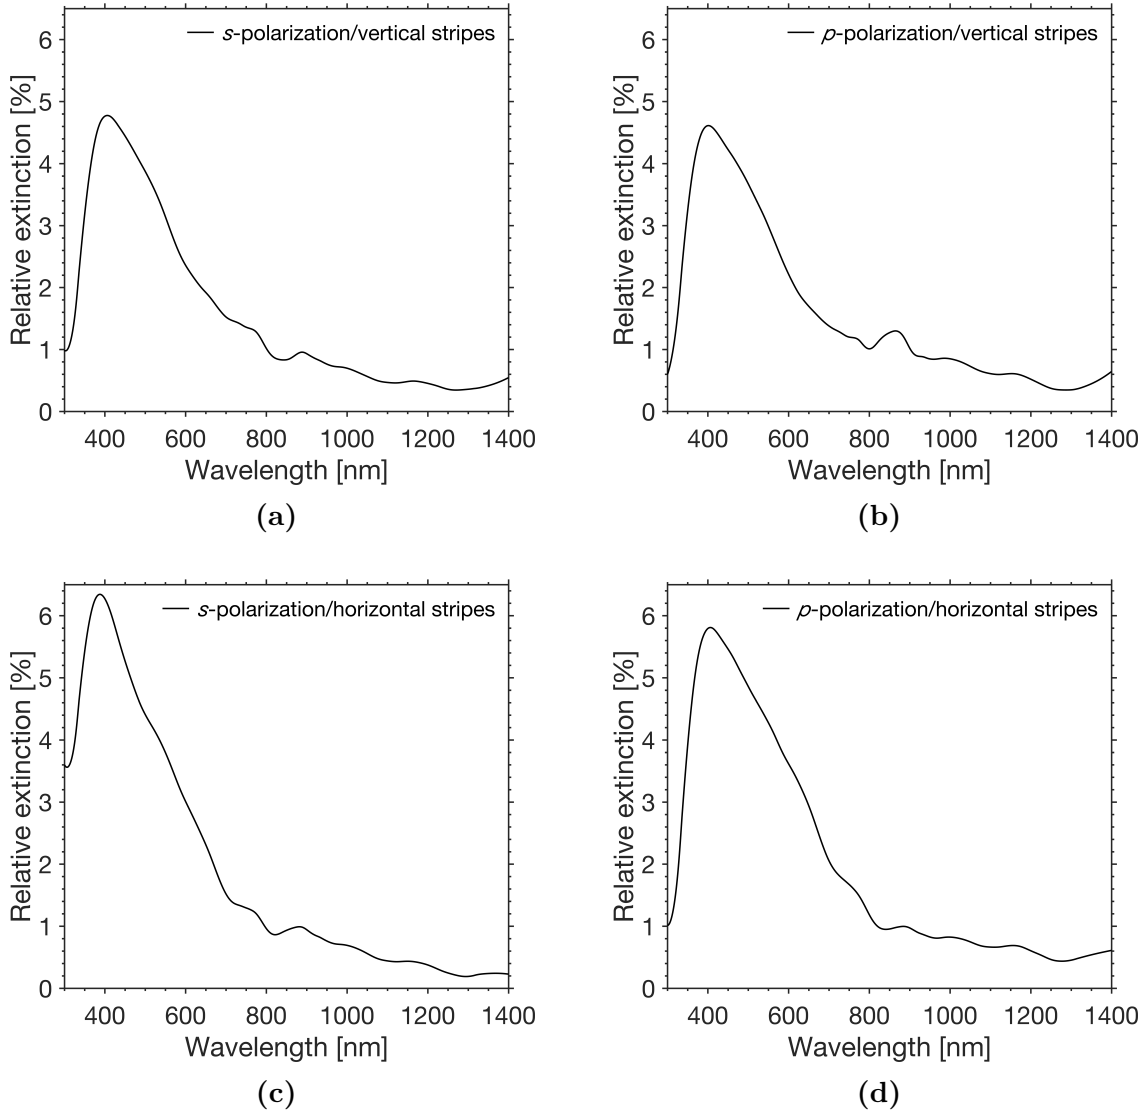 s-polarization/vertical stripes
Relative extinction [%]
6
5
4
3
2
1
0
400 600 800 1000 1200 1400
Wavelength [nm]
(a)
p-polarization/vertical stripes
Relative extinction [%]
6
5
4
3
2
1
0
400 600 800 1000 1200 1400
Wavelength [nm]
(b)
s-polarization/horizontal stripes
Relative extinction [%]
6
5
4
3
2
1
0
400 600 800 1000 1200 1400
Wavelength [nm]
(c)
p-polarization/horizontal stripes
Relative extinction [%]
6
5
4
3
2
1
0
400 600 800 1000 1200 1400
Wavelength [nm]
(d)